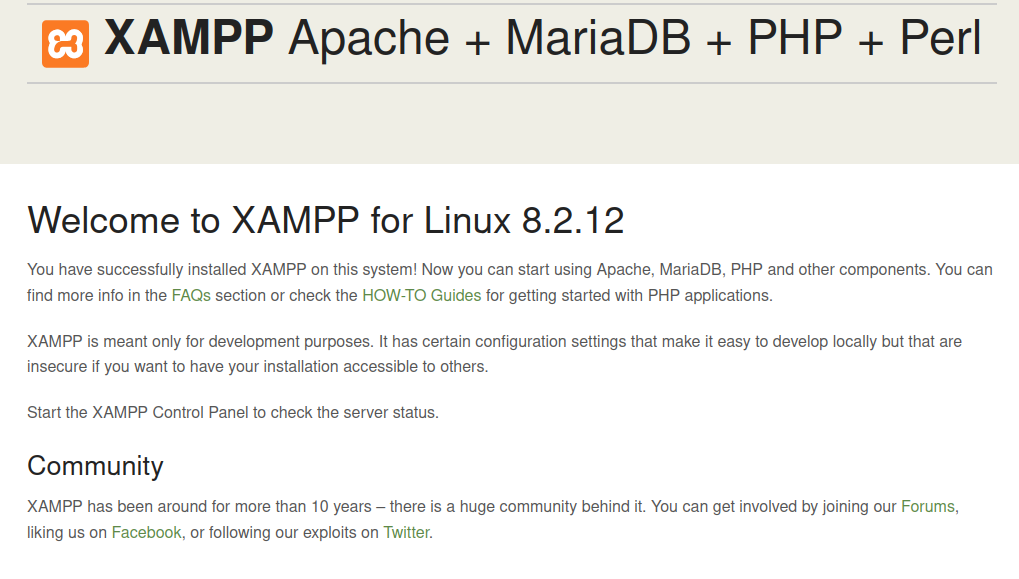 XAMPP Apache + MariaDB + PHP + Perl
Welcome to XAMPP for Linux 8.2.12
You have successfully installed XAMPP on this system! Now you can start using Apache, MariaDB, PHP and other components. You can
find more info in the FAQs section or check the HOW-TO Guides for getting started with PHP applications.
XAMPP is meant only for development purposes. It has certain configuration settings that make it easy to develop locally but that are
insecure if you want to have your installation accessible to others.
Start the XAMPP Control Panel to check the server status.
Community
XAMPP has been around for more than 10 years – there is a huge community behind it. You can get involved by joining our Forums,
liking us on Facebook, or following our exploits on Twitter.